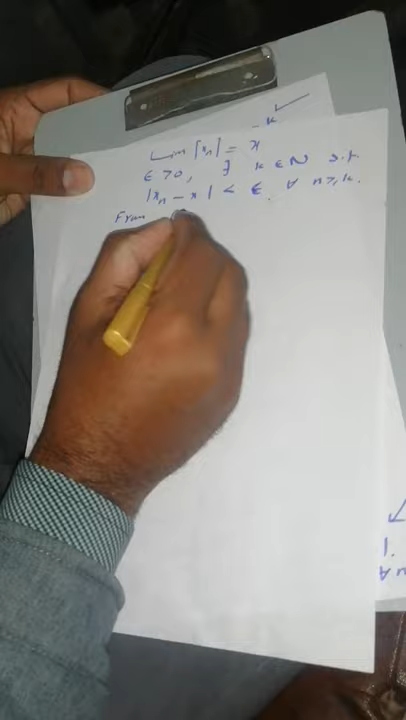 Lim |xₙ| = x
ε > 0, ∃ k ∈ N s.t.
|xₙ - x| < ε. ∀ n ≥ k.
From